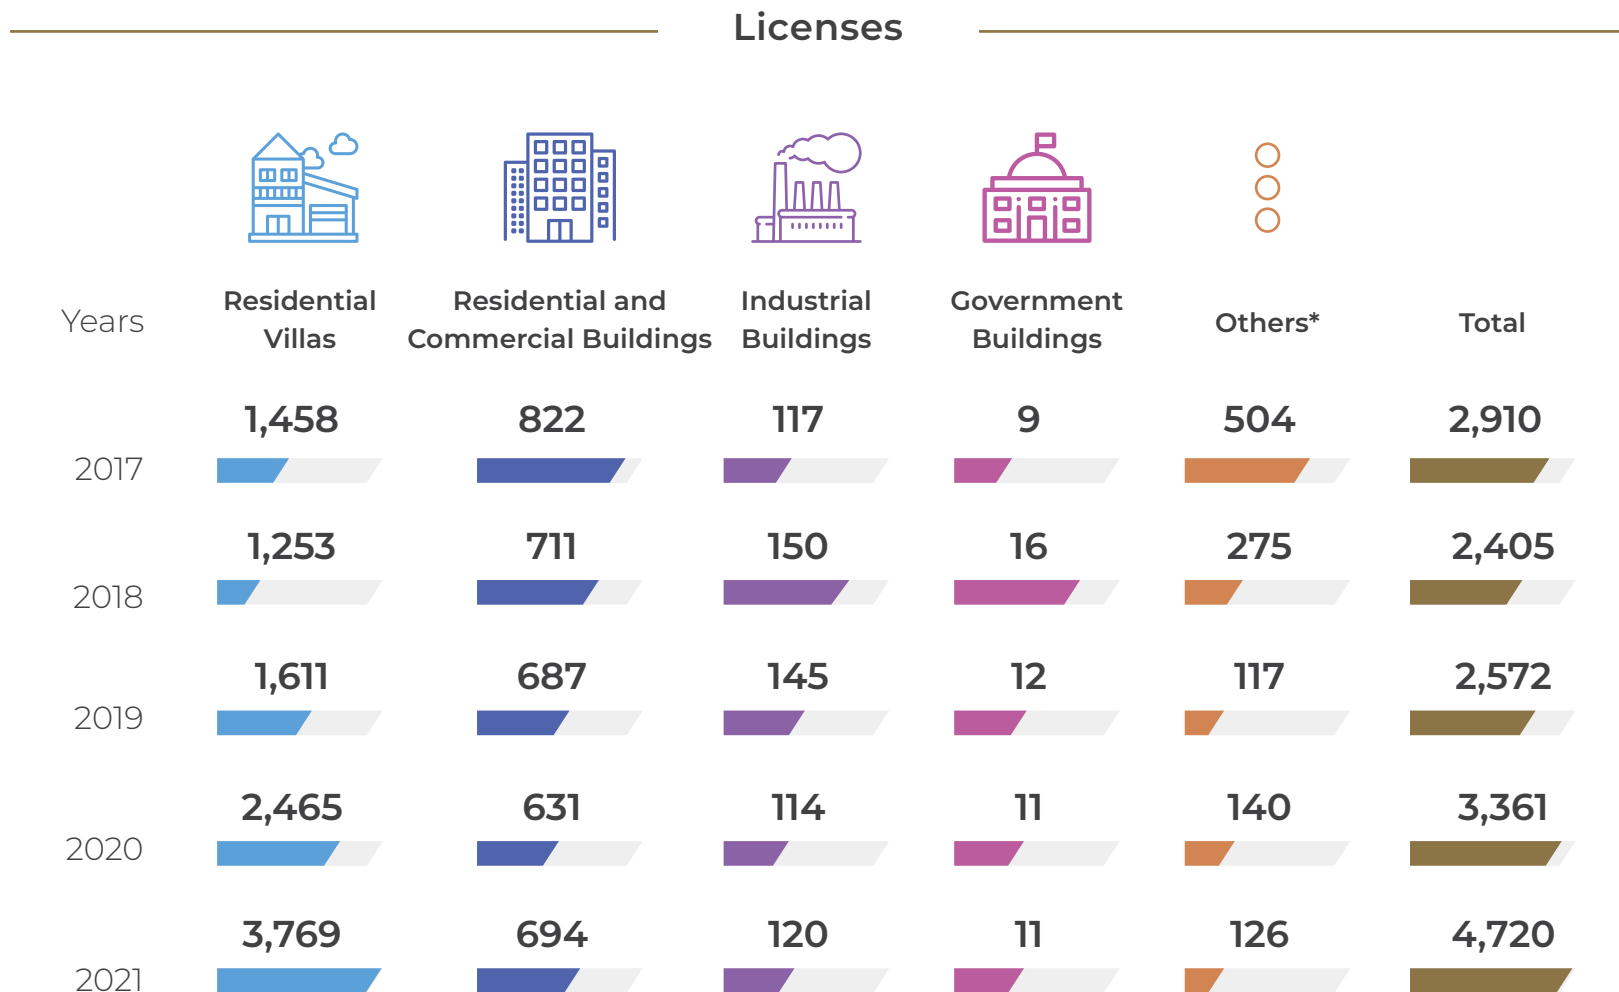 Licenses
Years
Residential
Villas
Residential and
Commercial Buildings
Industrial
Buildings
Government
Buildings
Others*
Total
2017 1,458 822 117 9 504 2,910
2018 1,253 711 150 16 275 2,405
2019 1,611 687 145 12 117 2,572
2020 2,465 631 114 11 140 3,361
2021 3,769 694 120 11 126 4,720